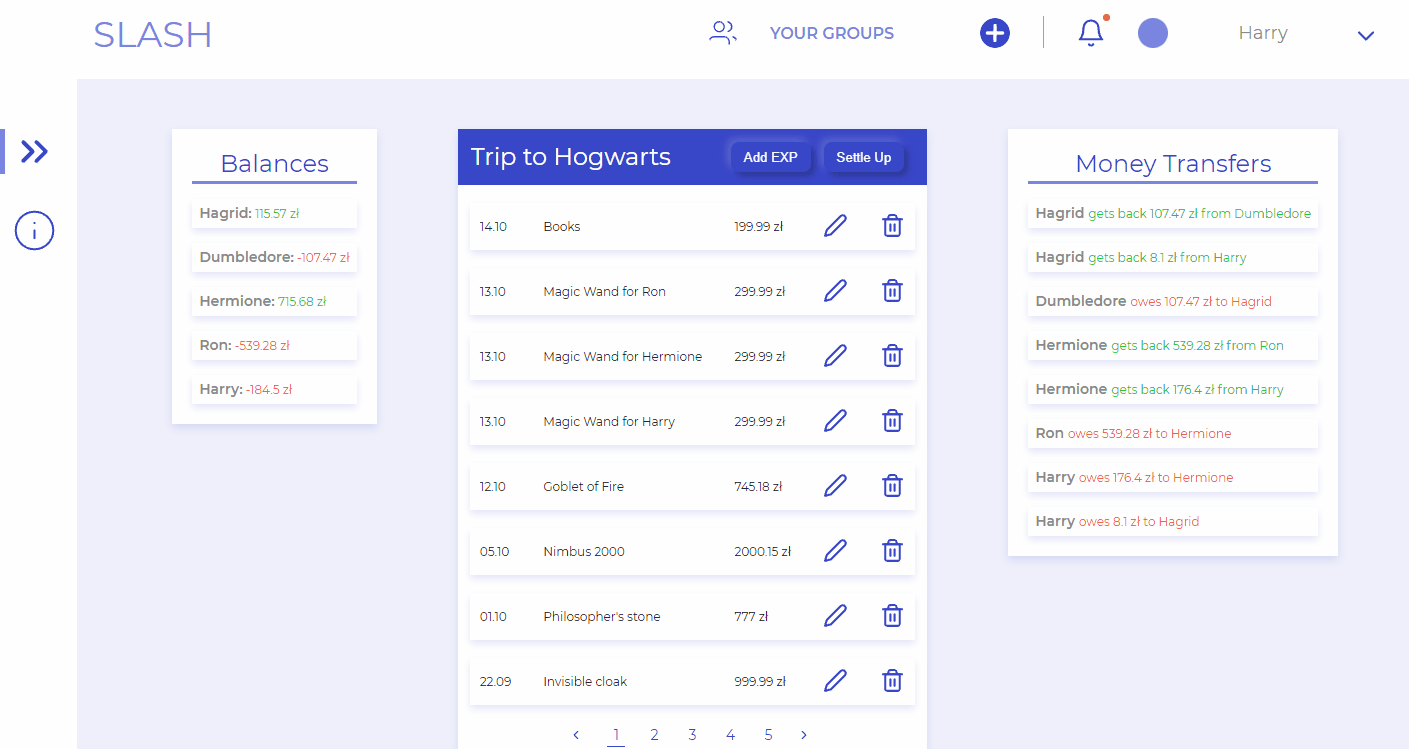 SLASH
YOUR GROUPS
Harry
Balances
Hagrid: 115.57 zł
Dumbledore: -107.47 zł
Hermione: 715.68 zł
Ron: -539.28 zł
Harry: -184.5 zł
Trip to Hogwarts
Add EXP
Settle Up
14.10 Books 199.99 zł
13.10 Magic Wand for Ron 299.99 zł
13.10 Magic Wand for Hermione 299.99 zł
13.10 Magic Wand for Harry 299.99 zł
12.10 Goblet of Fire 745.18 zł
05.10 Nimbus 2000 2000.15 zł
01.10 Philosopher's stone 777 zł
22.09 Invisible cloak 999.99 zł
‹ 1 2 3 4 5 ›
Money Transfers
Hagrid gets back 107.47 zł from Dumbledore
Hagrid gets back 8.1 zł from Harry
Dumbledore owes 107.47 zł to Hagrid
Hermione gets back 539.28 zł from Ron
Hermione gets back 176.4 zł from Harry
Ron owes 539.28 zł to Hermione
Harry owes 176.4 zł to Hermione
Harry owes 8.1 zł to Hagrid